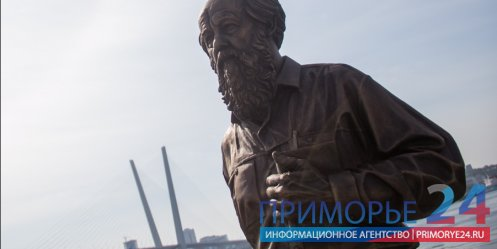 ПРИМОРЬЕ 24
ИНФОРМАЦИОННОЕ АГЕНТСТВО | PRIMORYE24.RU